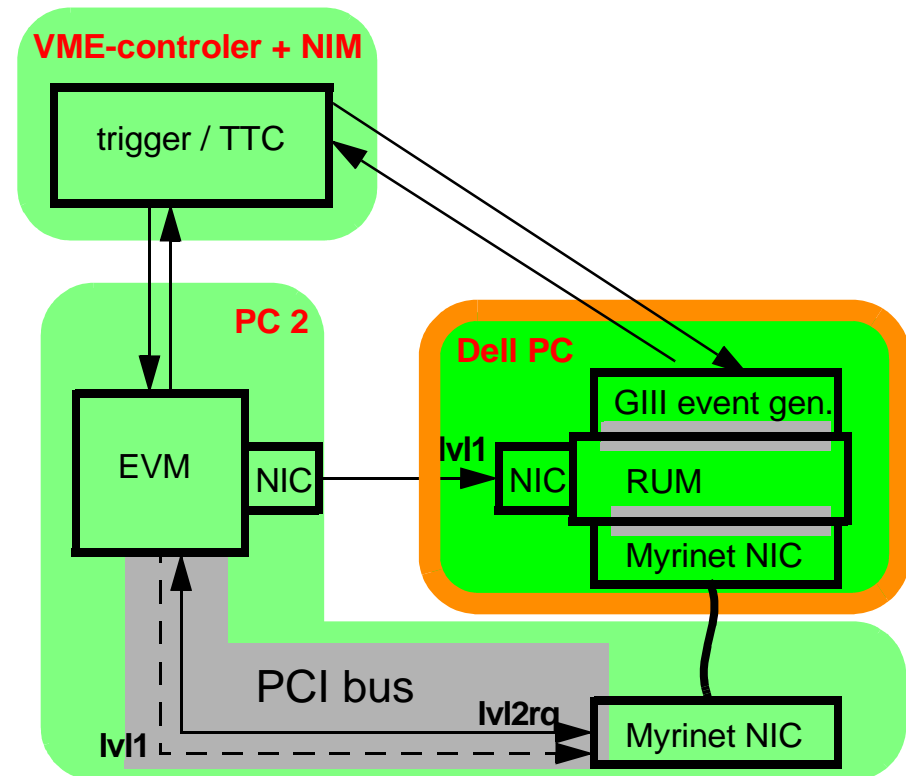 VME-controler + NIM
trigger / TTC
PC 2
Dell PC
GIII event gen.
lvl1
EVM
NIC
NIC
RUM
Myrinet NIC
PCI bus
lvl2rq
lvl1
Myrinet NIC